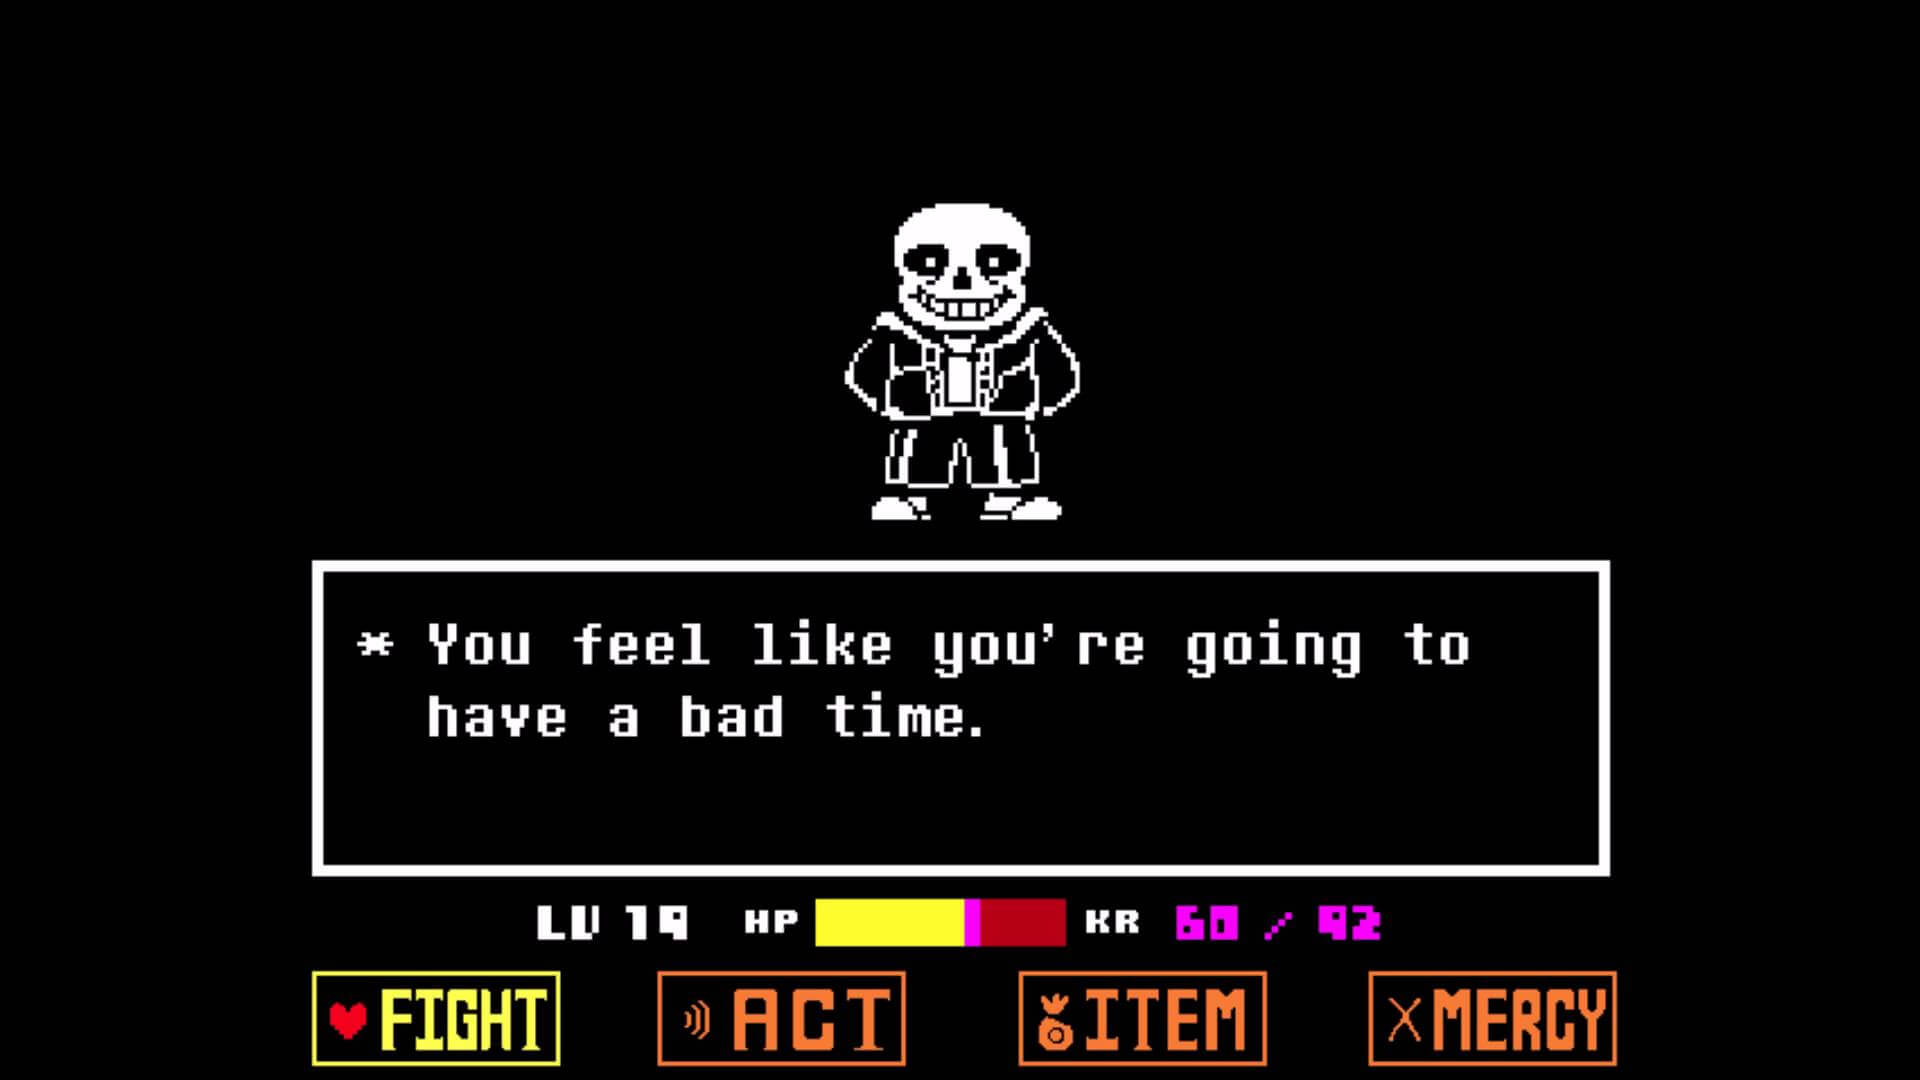 * You feel like you're going to
have a bad time.
LV 19 HP KR 60 / 92
FIGHT ACT ITEM MERCY